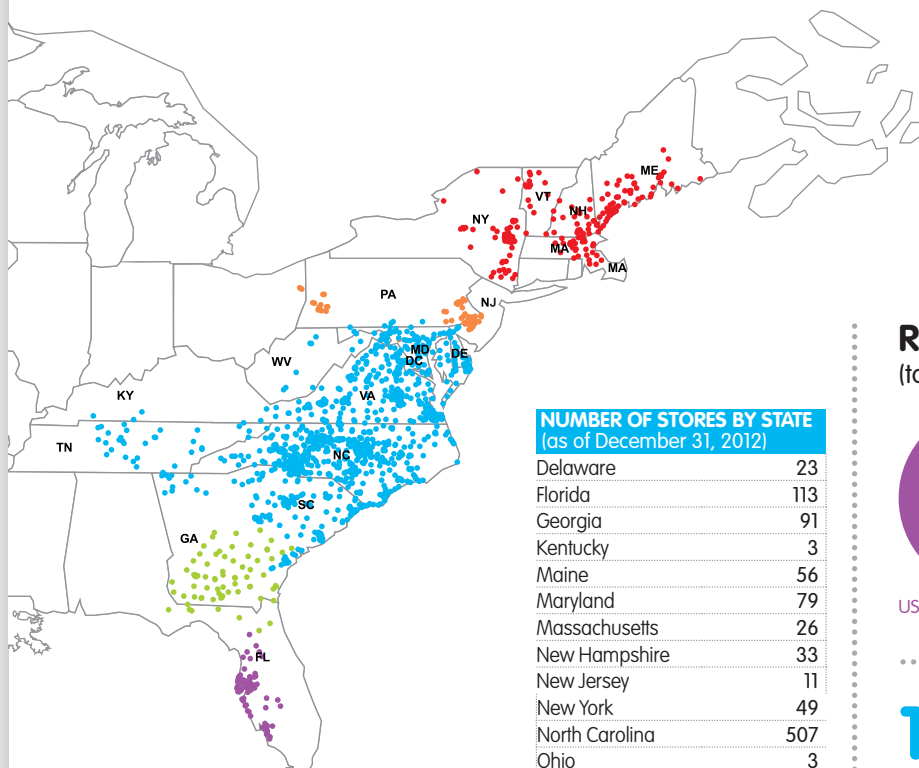 ME
VT
NH
NY
MA
MA
PA
NJ
MD
DE
DC
WV
KY
VA
TN
NC
SC
GA
FL
NUMBER OF STORES BY STATE
(as of December 31, 2012)
Delaware 23
Florida 113
Georgia 91
Kentucky 3
Maine 56
Maryland 79
Massachusetts 26
New Hampshire 33
New Jersey 11
New York 49
North Carolina 507
Ohio 3
R
(to
US
1